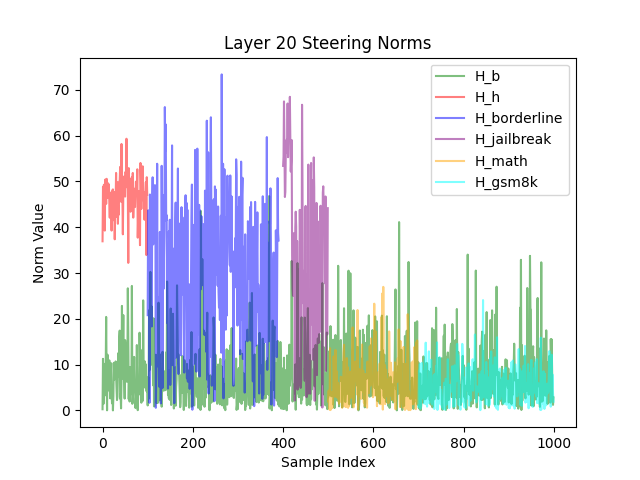 Layer 20 Steering Norms
H_b
H_h
H_borderline
H_jailbreak
H_math
H_gsm8k
Norm Value
70
60
50
40
30
20
10
0
0
200
400
600
800
1000
Sample Index